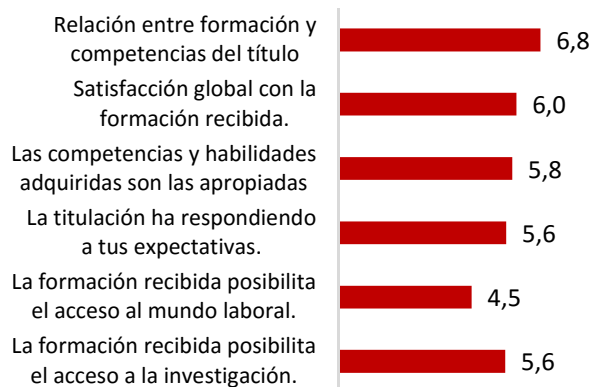 Relación entre formación y
competencias del título
6,8
Satisfacción global con la
formación recibida.
6,0
Las competencias y habilidades
adquiridas son las apropiadas
5,8
La titulación ha respondiendo
a tus expectativas.
5,6
La formación recibida posibilita
el acceso al mundo laboral.
4,5
La formación recibida posibilita
el acceso a la investigación.
5,6